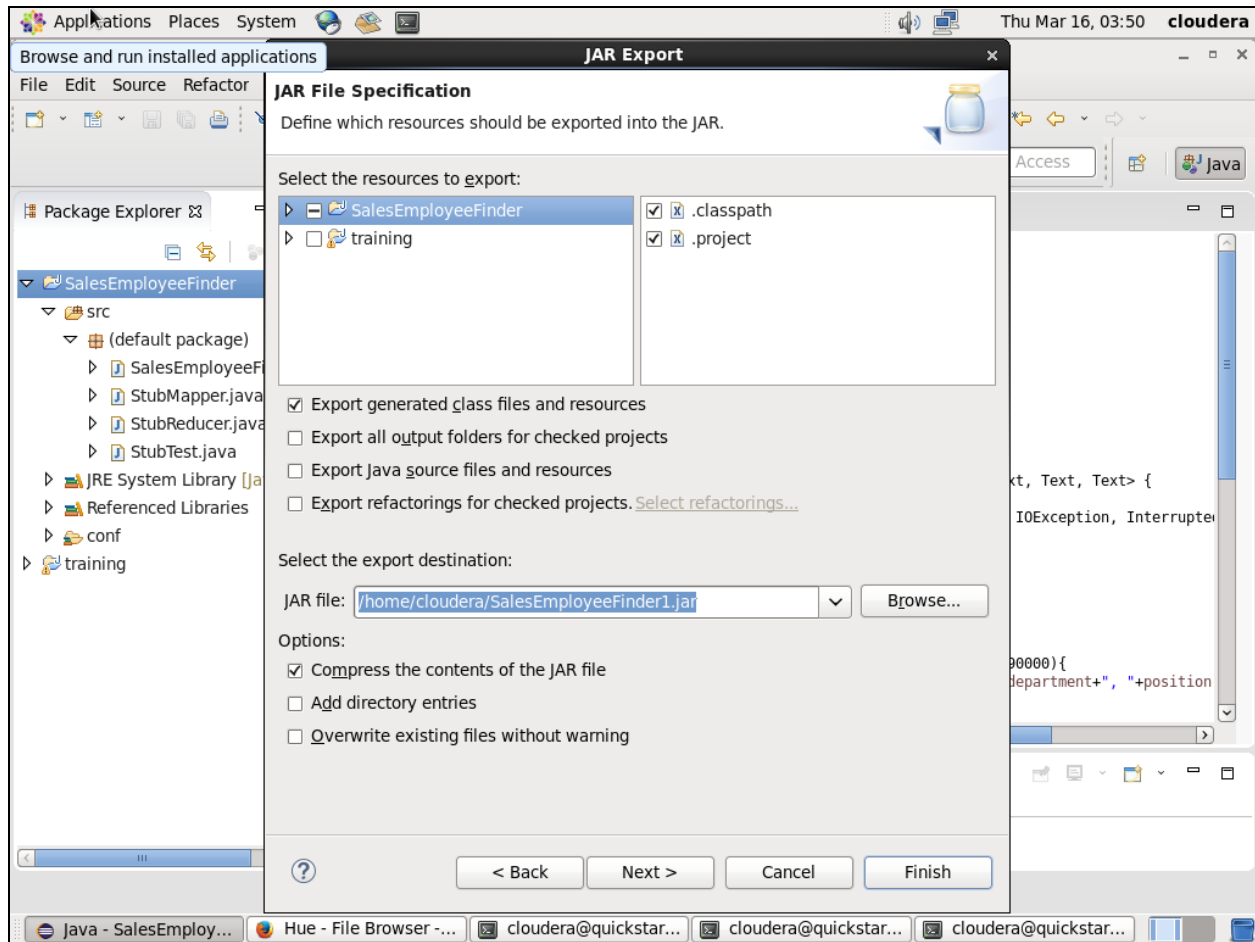 Applications Places System
Thu Mar 16, 03:50 cloudera
Browse and run installed applications
JAR Export
File Edit Source Refactor
JAR File Specification
Define which resources should be exported into the JAR.
Access
Java
Select the resources to export:
Package Explorer
SalesEmployeeFinder
training
.classpath
.project
SalesEmployeeFinder
src
(default package)
SalesEmployeeFi
StubMapper.java
StubReducer.java
StubTest.java
JRE System Library [Ja
Referenced Libraries
conf
training
Export generated class files and resources
Export all output folders for checked projects
Export Java source files and resources
Export refactorings for checked projects. Select refactorings...
xt, Text, Text> {
IOException, Interrupte
Select the export destination:
JAR file: /home/cloudera/SalesEmployeeFinder1.jar Browse...
Options:
Compress the contents of the JAR file
Add directory entries
Overwrite existing files without warning
90000){
department+", "+position
< Back Next > Cancel Finish
Java - SalesEmploy... Hue - File Browser -... cloudera@quickstar... cloudera@quickstar... cloudera@quickstar...